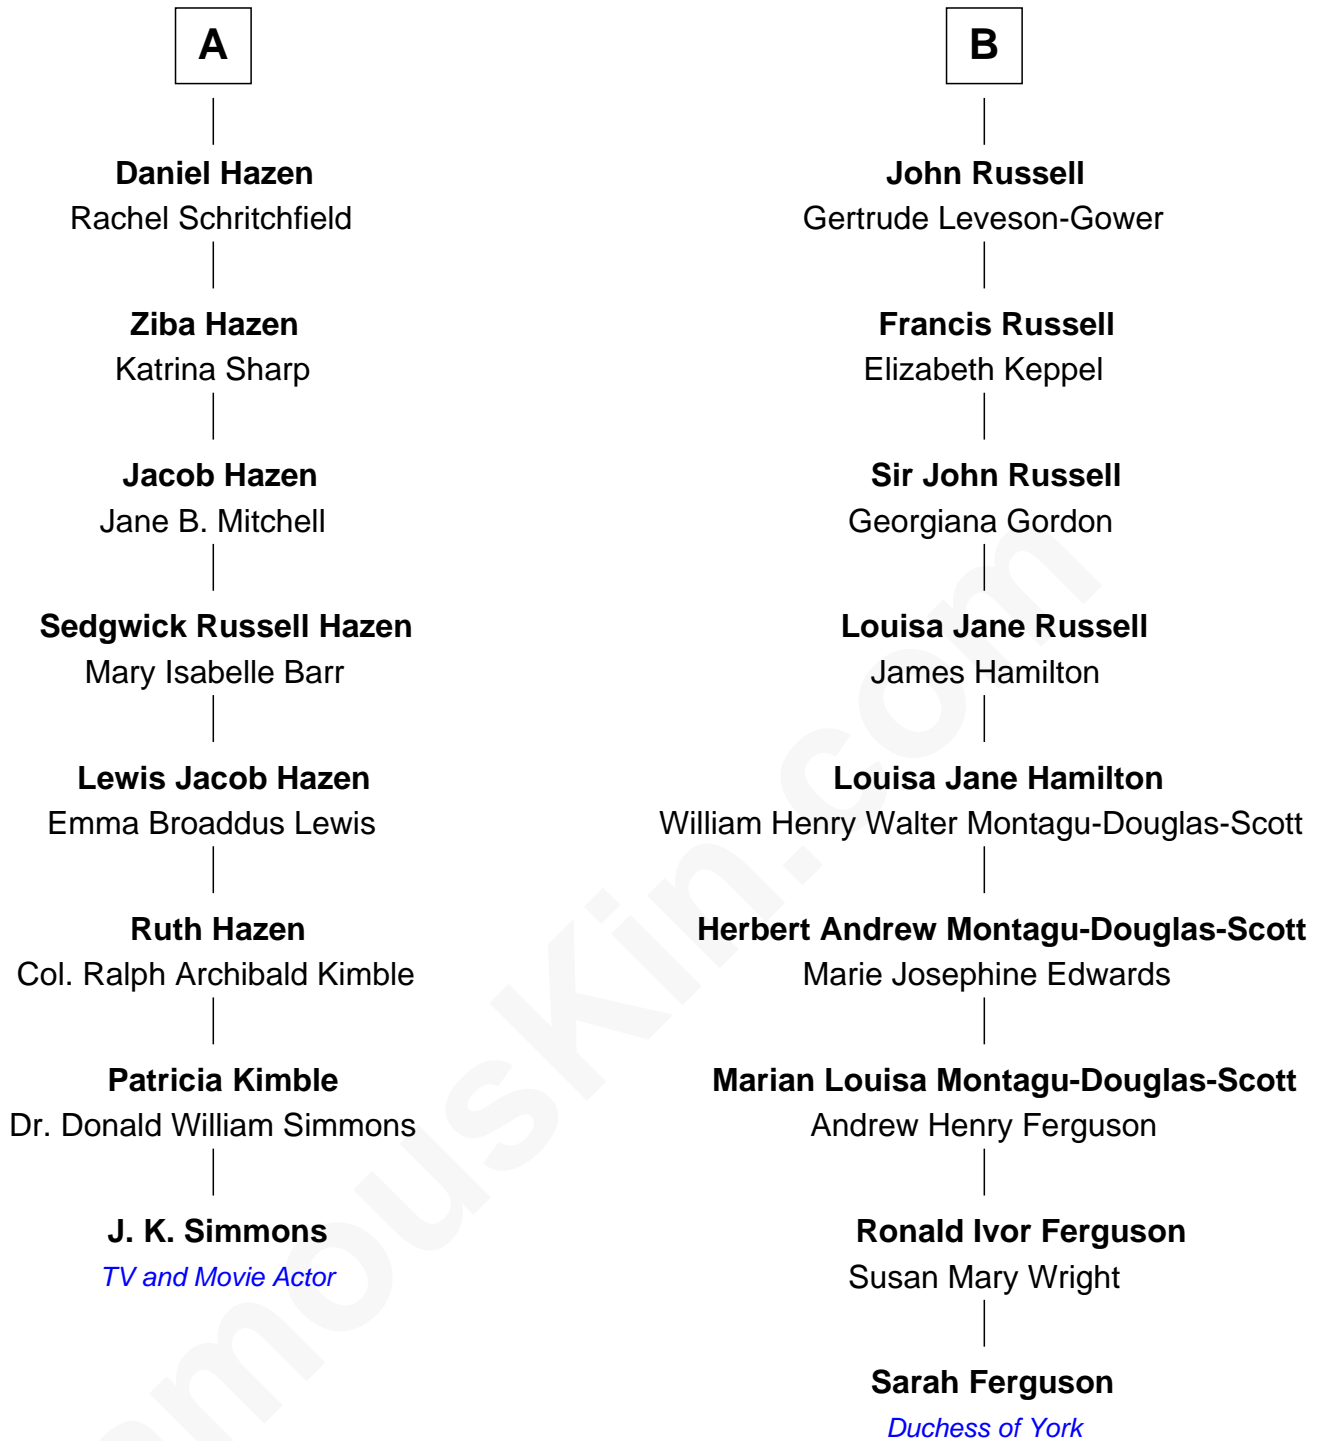 A
Daniel Hazen
Rachel Schritchfield
Ziba Hazen
Katrina Sharp
Jacob Hazen
Jane B. Mitchell
Sedgwick Russell Hazen
Mary Isabelle Barr
Lewis Jacob Hazen
Emma Broaddus Lewis
Ruth Hazen
Col. Ralph Archibald Kimble
Patricia Kimble
Dr. Donald William Simmons
J. K. Simmons
TV and Movie Actor
B
John Russell
Gertrude Leveson-Gower
Francis Russell
Elizabeth Keppel
Sir John Russell
Georgiana Gordon
Louisa Jane Russell
James Hamilton
Louisa Jane Hamilton
William Henry Walter Montagu-Douglas-Scott
Herbert Andrew Montagu-Douglas-Scott
Marie Josephine Edwards
Marian Louisa Montagu-Douglas-Scott
Andrew Henry Ferguson
Ronald Ivor Ferguson
Susan Mary Wright
Sarah Ferguson
Duchess of York
amousKin.com